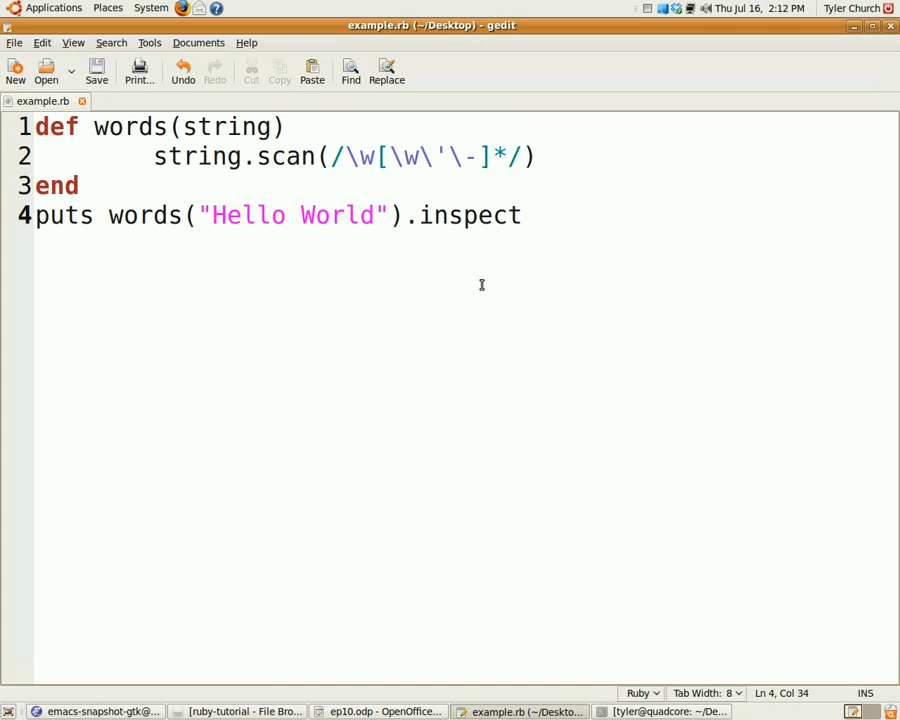 Applications Places System Thu Jul 16, 2:12 PM Tyler Church
example.rb (~/Desktop) - gedit
File Edit View Search Tools Documents Help
New Open Save Print... Undo Redo Cut Copy Paste Find Replace
example.rb
1 def words(string)
2 string.scan(/\w[\w\'\-]*/)
3 end
4 puts words("Hello World").inspect
Ruby Tab Width: 8 Ln 4, Col 34 INS
emacs-snapshot-gtk@... [ruby-tutorial - File Bro... ep10.odp - OpenOffice... example.rb (~/Deskto... [tyler@quadcore: ~/De...